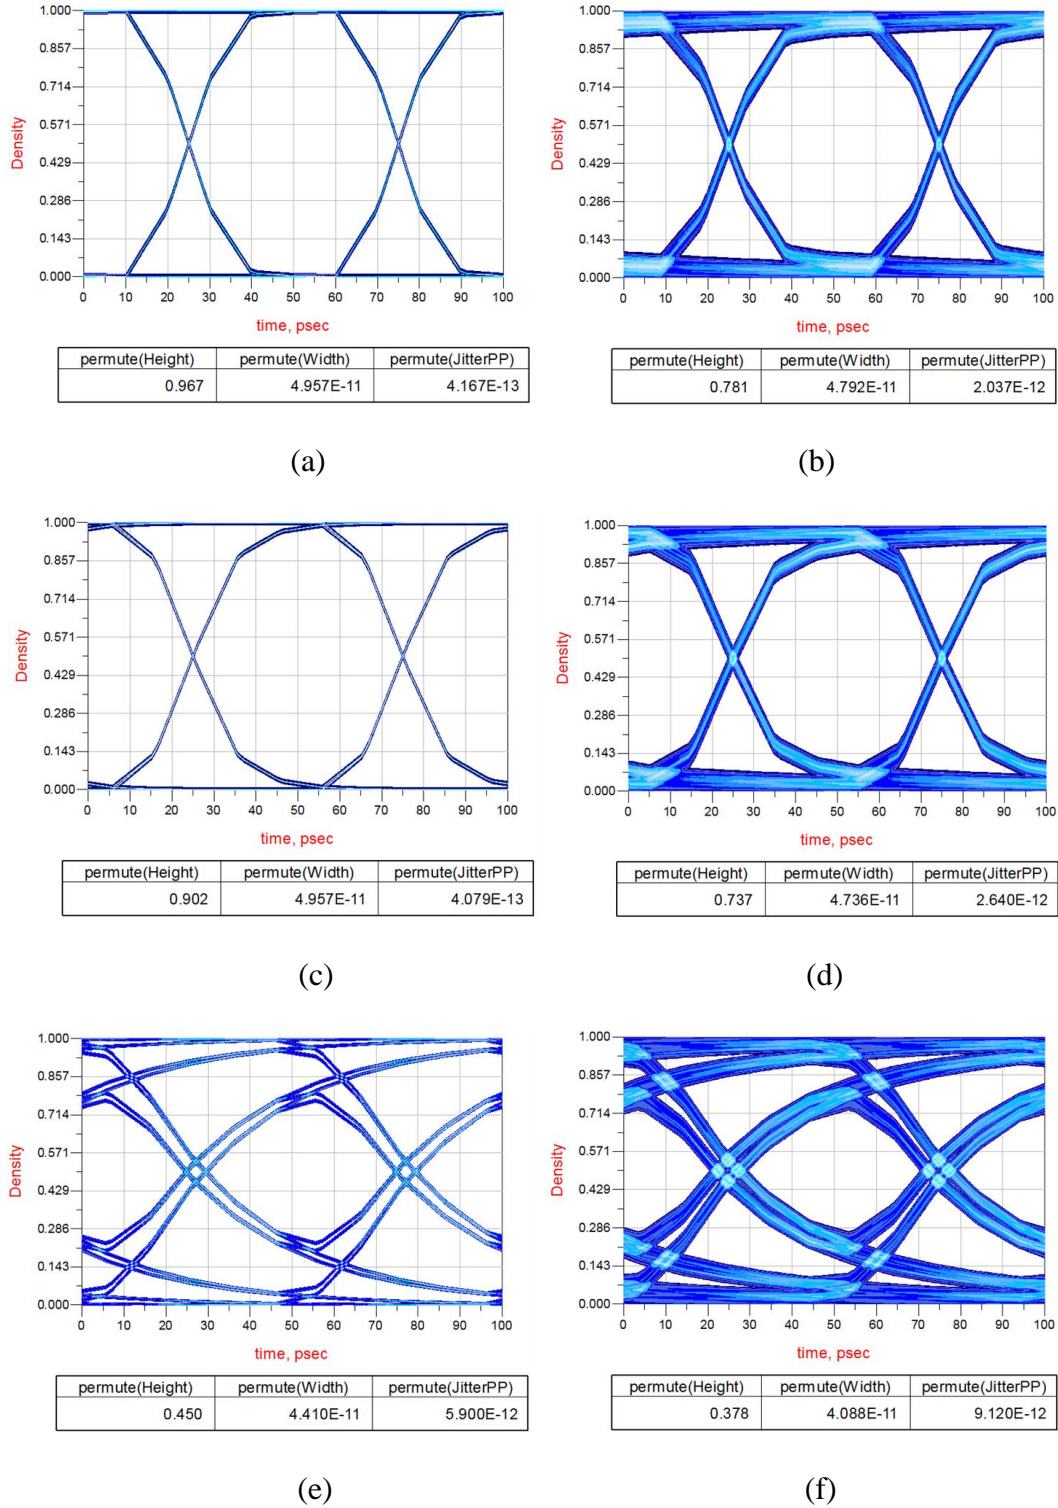 1.000
0.857
0.714
0.571
0.429
0.286
0.143
0.000
Density
0 10 20 30 40 50 60 70 80 90 100
time, psec
permute(Height) permute(Width) permute(JitterPP)
0.967 4.957E-11 4.167E-13
(a)
1.000
0.857
0.714
0.571
0.429
0.286
0.143
0.000
Density
0 10 20 30 40 50 60 70 80 90 100
time, psec
permute(Height) permute(Width) permute(JitterPP)
0.781 4.792E-11 2.037E-12
(b)
1.000
0.857
0.714
0.571
0.429
0.286
0.143
0.000
Density
0 10 20 30 40 50 60 70 80 90 100
time, psec
permute(Height) permute(Width) permute(JitterPP)
0.902 4.957E-11 4.079E-13
(c)
1.000
0.857
0.714
0.571
0.429
0.286
0.143
0.000
Density
0 10 20 30 40 50 60 70 80 90 100
time, psec
permute(Height) permute(Width) permute(JitterPP)
0.737 4.736E-11 2.640E-12
(d)
1.000
0.857
0.714
0.571
0.429
0.286
0.143
0.000
Density
0 10 20 30 40 50 60 70 80 90 100
time, psec
permute(Height) permute(Width) permute(JitterPP)
0.450 4.410E-11 5.900E-12
(e)
1.000
0.857
0.714
0.571
0.429
0.286
0.143
0.000
Density
0 10 20 30 40 50 60 70 80 90 100
time, psec
permute(Height) permute(Width) permute(JitterPP)
0.378 4.088E-11 9.120E-12
(f)